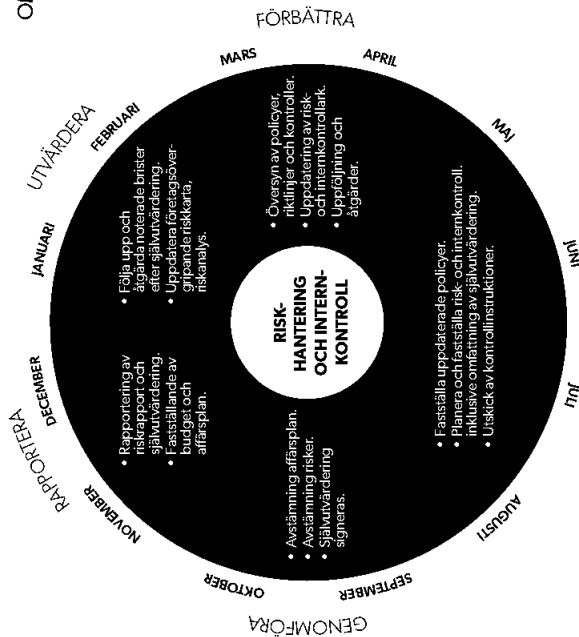 RISK-
HANTERING
OCH INTERN-
KONTROLL
UTVÄRDERA
JANUARI
FEBRUARI
• Följa upp och
åtgärda noterade brister
efter självutvärdering.
• Uppdatera företagsöver-
gripande riskkarta,
riskanalys.
FÖRBÄTTRA
MARS
APRIL
• Översyn av policyer,
riktlinjer och kontroller.
• Uppdatering av risk-
och internkontrollark.
• Uppföljning och
åtgärder.
MAJ
JUNI
JULI
AUGUSTI
• Fastställa uppdaterade policyer.
• Planera och fastställa risk- och internkontroll.
inklusive omfattning av självutvärdering.
• Utskick av kontrollinstruktioner.
GENOMFÖRA
SEPTEMBER
OKTOBER
• Avstämning affärsplan.
• Avstämning risker.
• Självutvärdering
signeras.
RAPPORTERA
NOVEMBER
DECEMBER
• Rapportering av
riskrapport och
självutvärdering.
• Fastställande av
budget och
affärsplan.